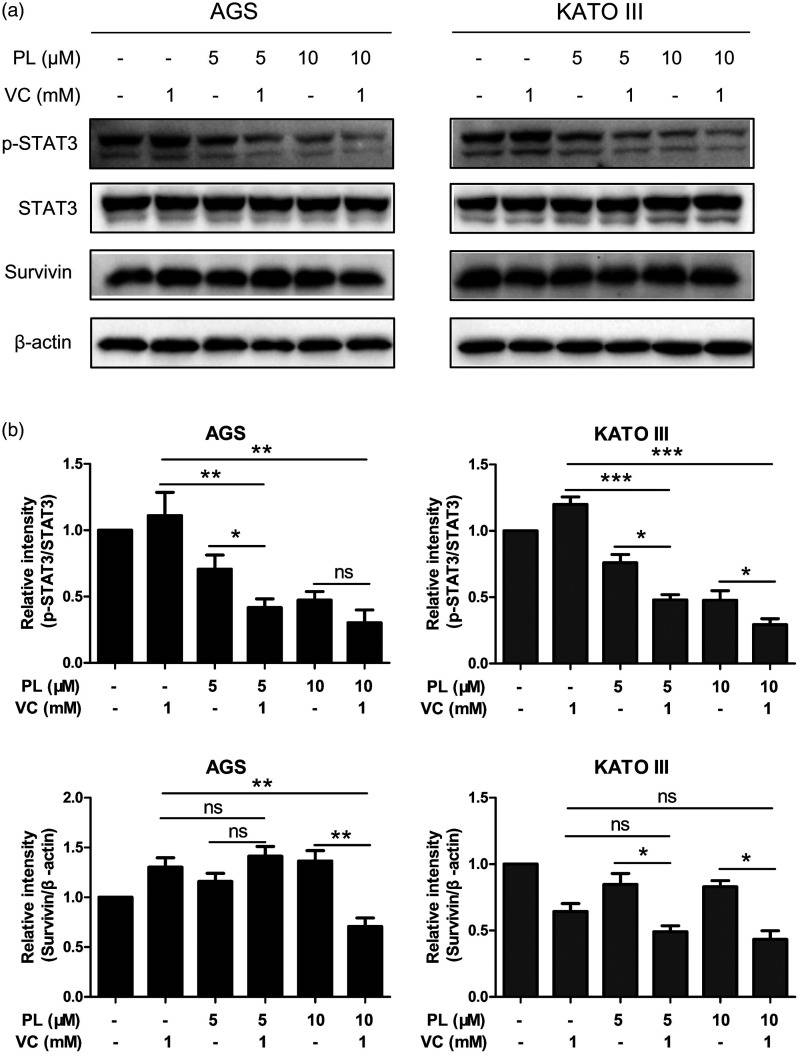 (a) AGS KATO III
PL (μM) - - 5 5 10 10 - - 5 5 10 10
VC (mM) - 1 - 1 - 1 - 1 - 1 - 1
p-STAT3
STAT3
Survivin
β-actin
(b)
AGS
Relative intensity
(p-STAT3/STAT3)
1.5
1.0
0.5
0.0
**
**
*
ns
PL (μM) - - 5 5 10 10
VC (mM) - 1 - 1 - 1
KATO III
Relative intensity
(p-STAT3/STAT3)
1.5
1.0
0.5
0.0
***
***
*
*
PL (μM) - - 5 5 10 10
VC (mM) - 1 - 1 - 1
AGS
Relative intensity
(Survivin/β -actin)
2.0
1.5
1.0
0.5
0.0
**
ns
ns
**
PL (μM) - - 5 5 10 10
VC (mM) - 1 - 1 - 1
KATO III
Relative intensity
(Survivin/β -actin)
1.5
1.0
0.5
0.0
ns
ns
*
*
PL (μM) - - 5 5 10 10
VC (mM) - 1 - 1 - 1